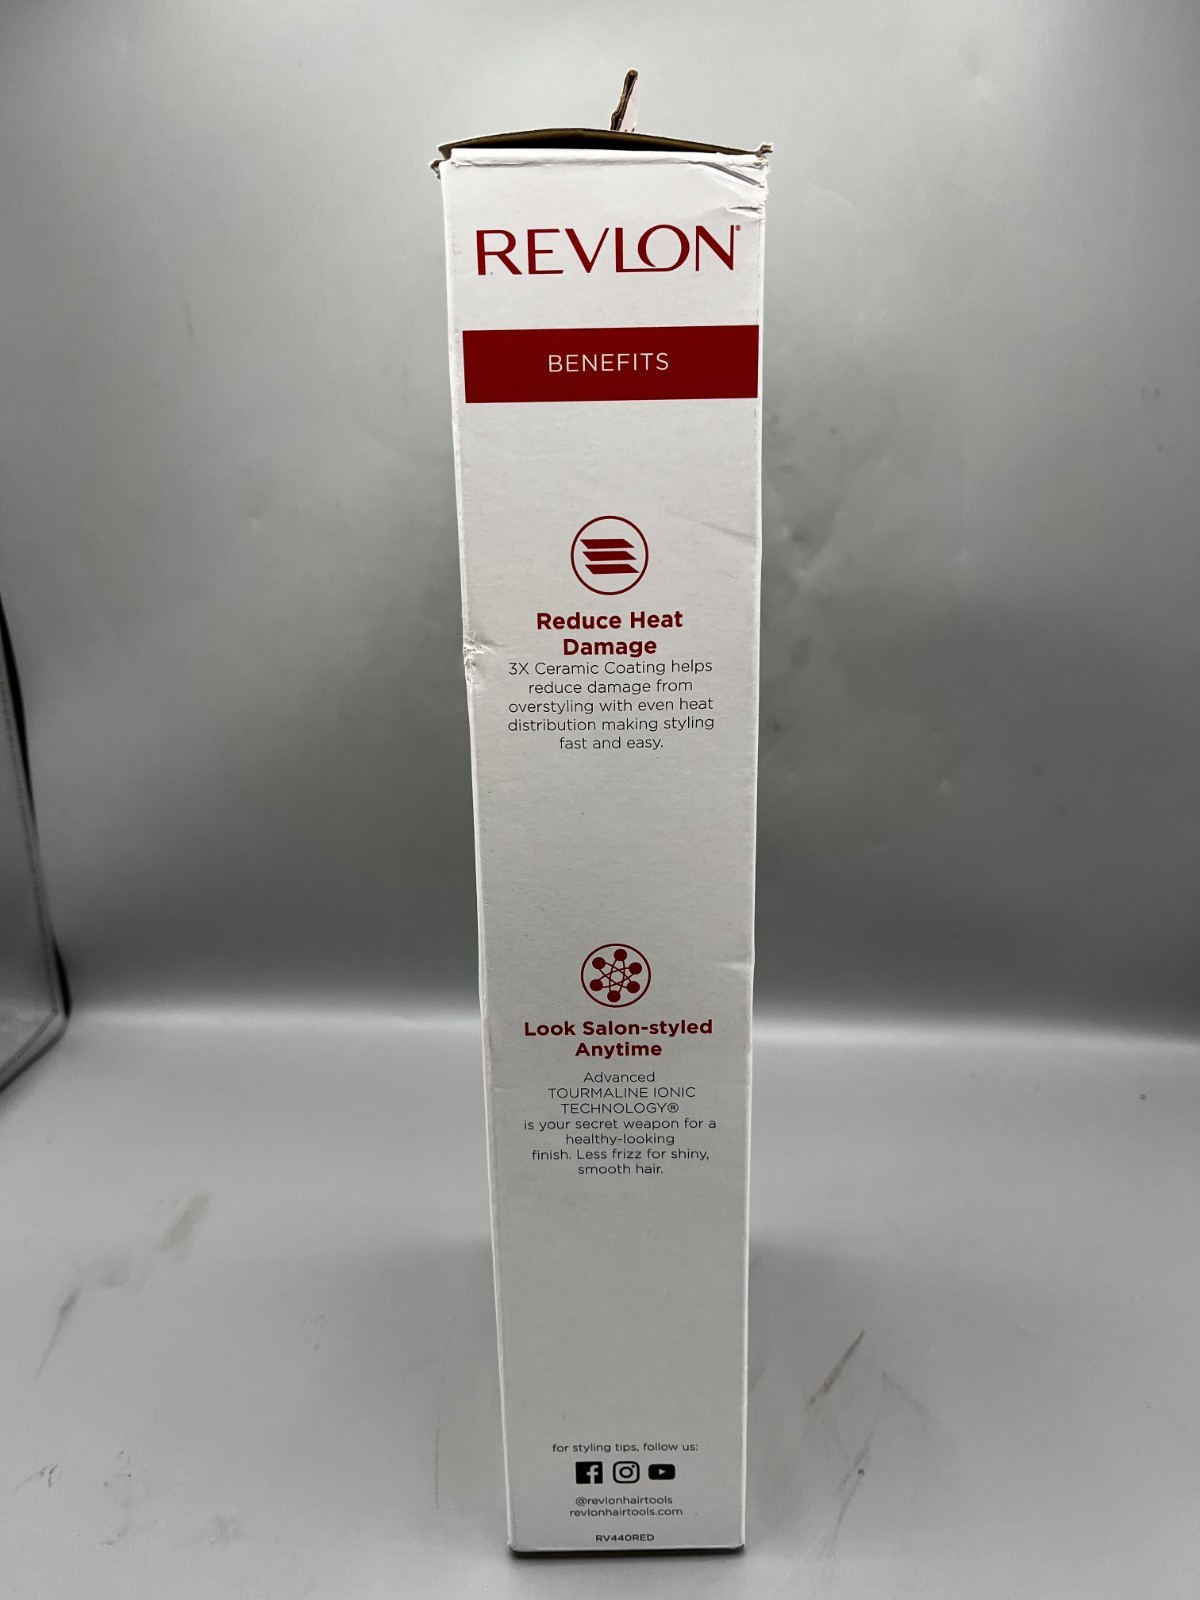 REVLON®
BENEFITS
Reduce Heat
Damage
3X Ceramic Coating helps
reduce damage from
overstyling with even heat
distribution making styling
fast and easy.
Look Salon-styled
Anytime
Advanced
TOURMALINE IONIC
TECHNOLOGY®
is your secret weapon for a
healthy-looking
finish. Less frizz for shiny,
smooth hair.
for styling tips, follow us:
@revlonhairtools
revlonhairtools.com
RV440RED